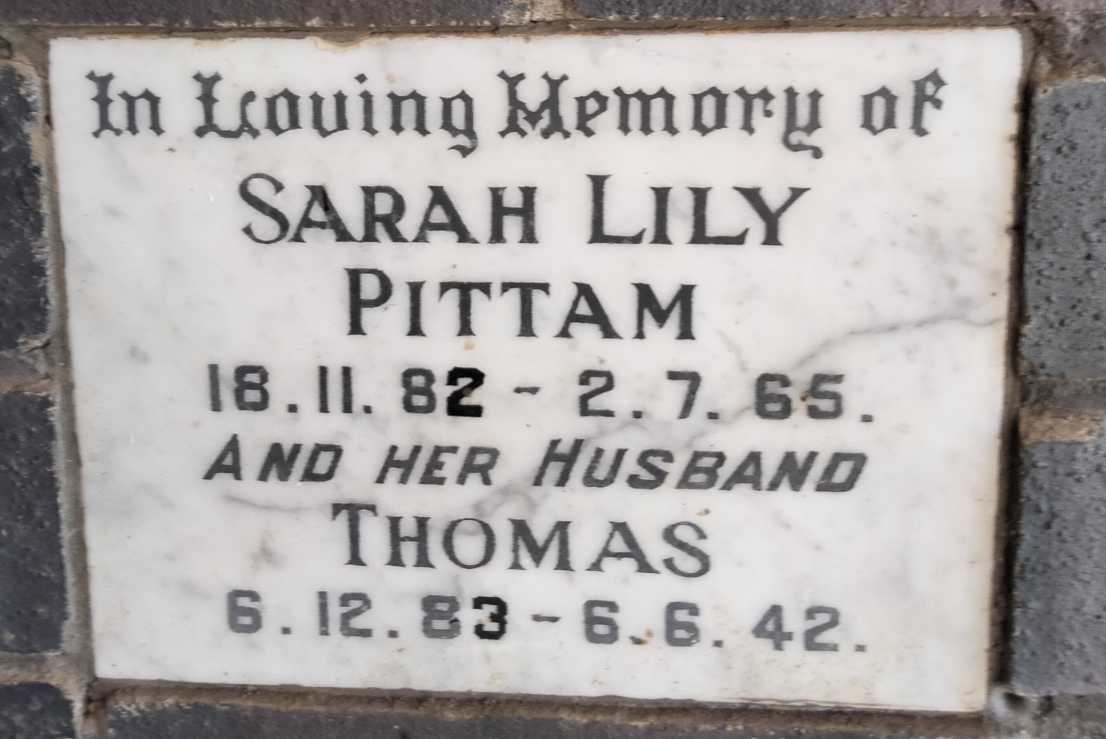 In Loving Memory of
SARAH LILY
PITTAM
18.11.82 - 2.7.65.
AND HER HUSBAND
THOMAS
6.12.83 - 6.6.42.